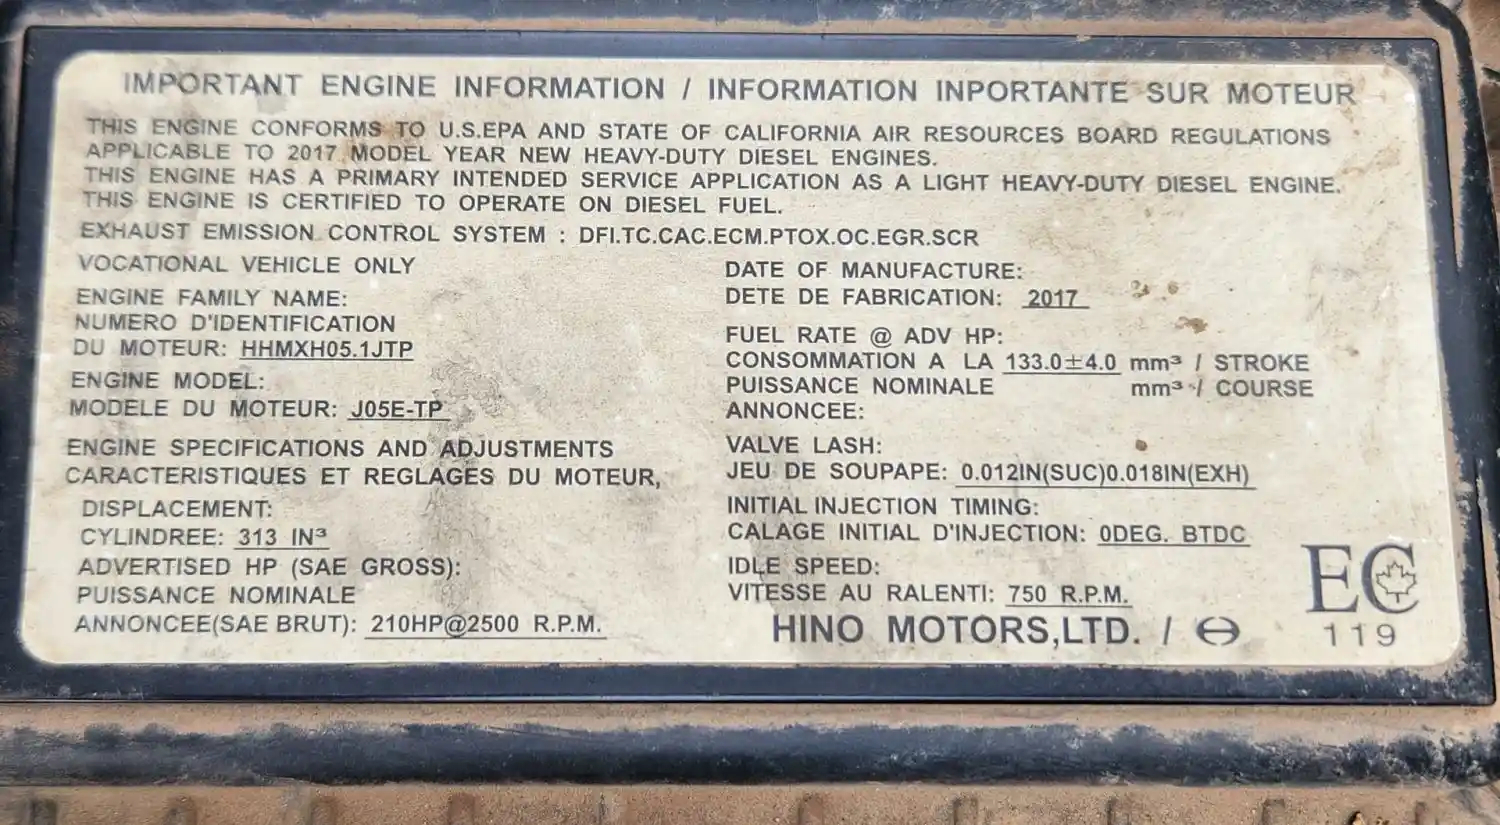 IMPORTANT ENGINE INFORMATION / INFORMATION INPORTANTE SUR MOTEUR
THIS ENGINE CONFORMS TO U.S.EPA AND STATE OF CALIFORNIA AIR RESOURCES BOARD REGULATIONS
APPLICABLE TO 2017 MODEL YEAR NEW HEAVY-DUTY DIESEL ENGINES.
THIS ENGINE HAS A PRIMARY INTENDED SERVICE APPLICATION AS A LIGHT HEAVY-DUTY DIESEL ENGINE.
THIS ENGINE IS CERTIFIED TO OPERATE ON DIESEL FUEL.
EXHAUST EMISSION CONTROL SYSTEM : DFI.TC.CAC.ECM.PTOX.OC.EGR.SCR
VOCATIONAL VEHICLE ONLY
ENGINE FAMILY NAME:
NUMERO D'IDENTIFICATION
DU MOTEUR: HHMXH05.1JTP
ENGINE MODEL:
MODELE DU MOTEUR: J05E-TP
ENGINE SPECIFICATIONS AND ADJUSTMENTS
CARACTERISTIQUES ET REGLAGES DU MOTEUR,
DISPLACEMENT:
CYLINDREE: 313 IN³
ADVERTISED HP (SAE GROSS):
PUISSANCE NOMINALE
ANNONCEE(SAE BRUT): 210HP@2500 R.P.M.
DATE OF MANUFACTURE:
DETE DE FABRICATION: 2017
FUEL RATE @ ADV HP:
CONSOMMATION A LA 133.0±4.0 mm³ / STROKE
PUISSANCE NOMINALE mm³ / COURSE
ANNONCEE:
VALVE LASH:
JEU DE SOUPAPE: 0.012IN(SUC)0.018IN(EXH)
INITIAL INJECTION TIMING:
CALAGE INITIAL D'INJECTION: 0DEG. BTDC
IDLE SPEED:
VITESSE AU RALENTI: 750 R.P.M.
HINO MOTORS,LTD. /
EC
119